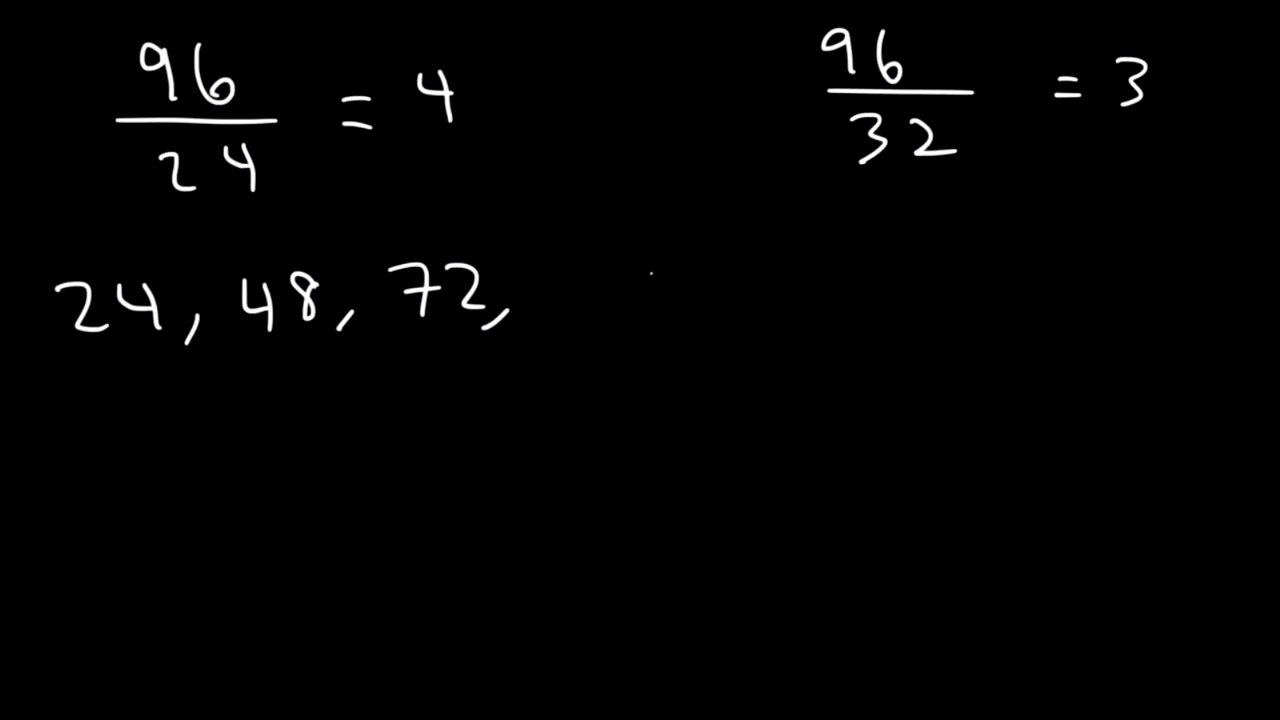 96/24 = 4
96/32 = 3
24, 48, 72,